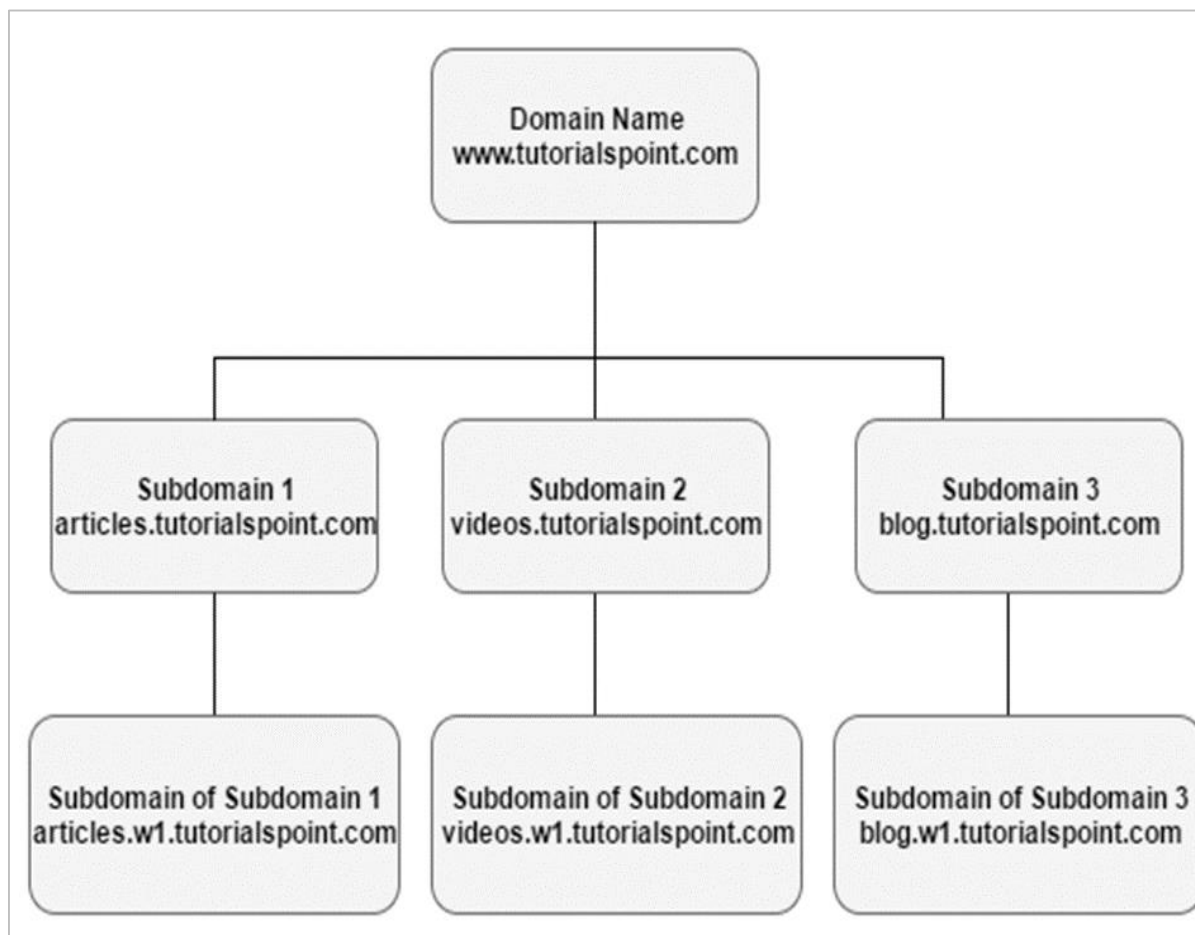 Domain Name
www.tutorialspoint.com
Subdomain 1
articles.tutorialspoint.com
Subdomain 2
videos.tutorialspoint.com
Subdomain 3
blog.tutorialspoint.com
Subdomain of Subdomain 1
articles.w1.tutorialspoint.com
Subdomain of Subdomain 2
videos.w1.tutorialspoint.com
Subdomain of Subdomain 3
blog.w1.tutorialspoint.com